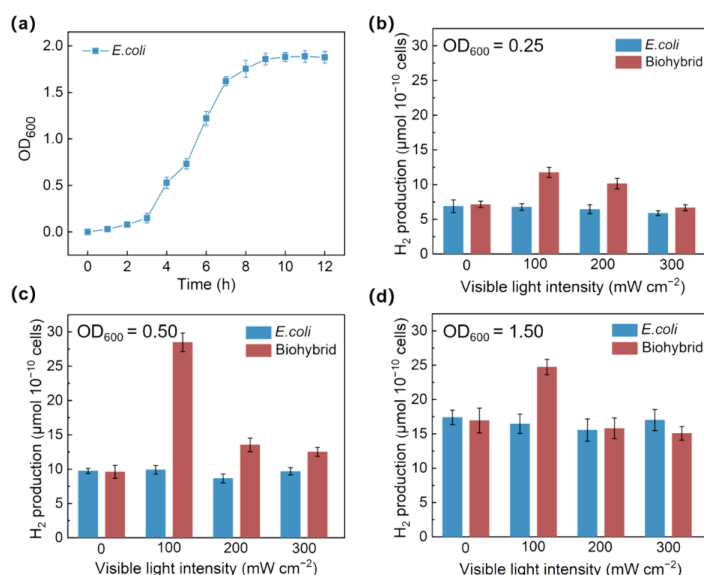 (a)
E.coli
2.0
1.5
1.0
0.5
0.0
OD₆₀₀
0 2 4 6 8 10 12
Time (h)
(b)
OD₆₀₀ = 0.25
E.coli
Biohybrid
30
25
20
15
10
5
H₂ production (μmol 10⁻¹⁰ cells)
0 100 200 300
Visible light intensity (mW cm⁻²)
(c)
OD₆₀₀ = 0.50
E.coli
Biohybrid
30
25
20
15
10
5
0
H₂ production (μmol 10⁻¹⁰ cells)
0 100 200 300
Visible light intensity (mW cm⁻²)
(d)
OD₆₀₀ = 1.50
E.coli
Biohybrid
30
25
20
15
10
5
0
H₂ production (μmol 10⁻¹⁰ cells)
0 100 200 300
Visible light intensity (mW cm⁻²)